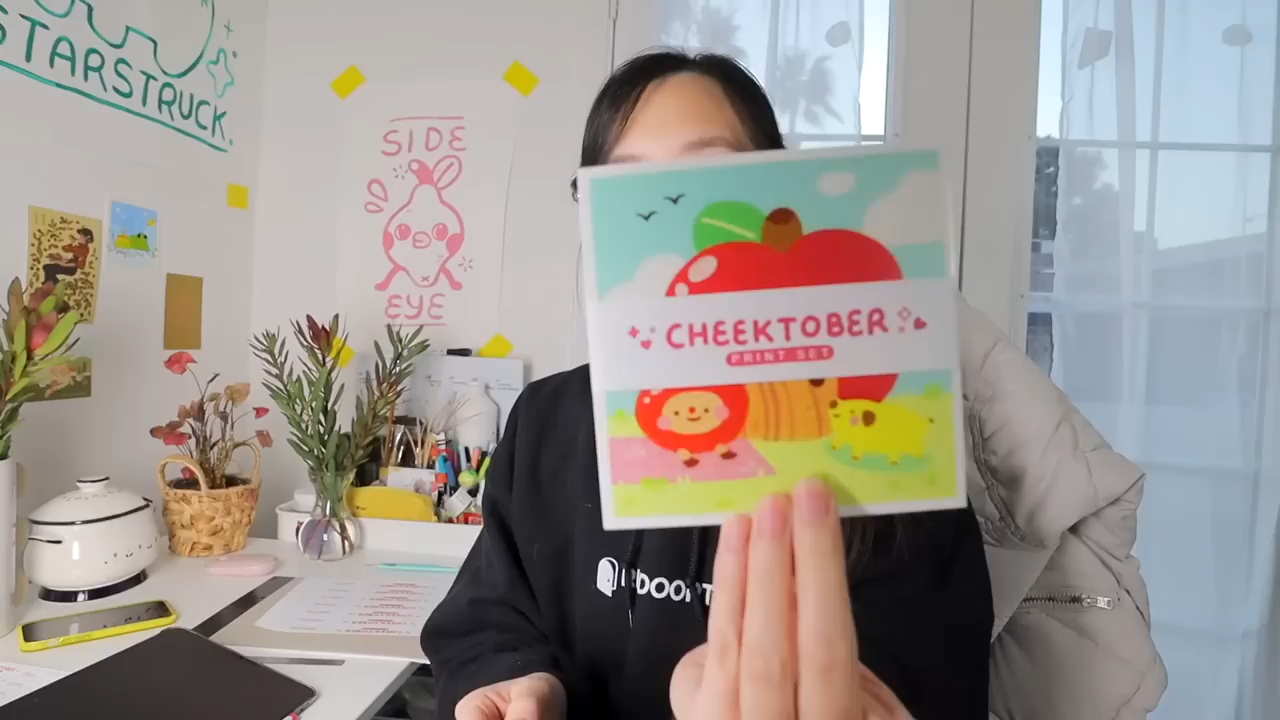 STARSTRUCK.
SIDE
EYE
CHEEKTOBER
PRINT SET